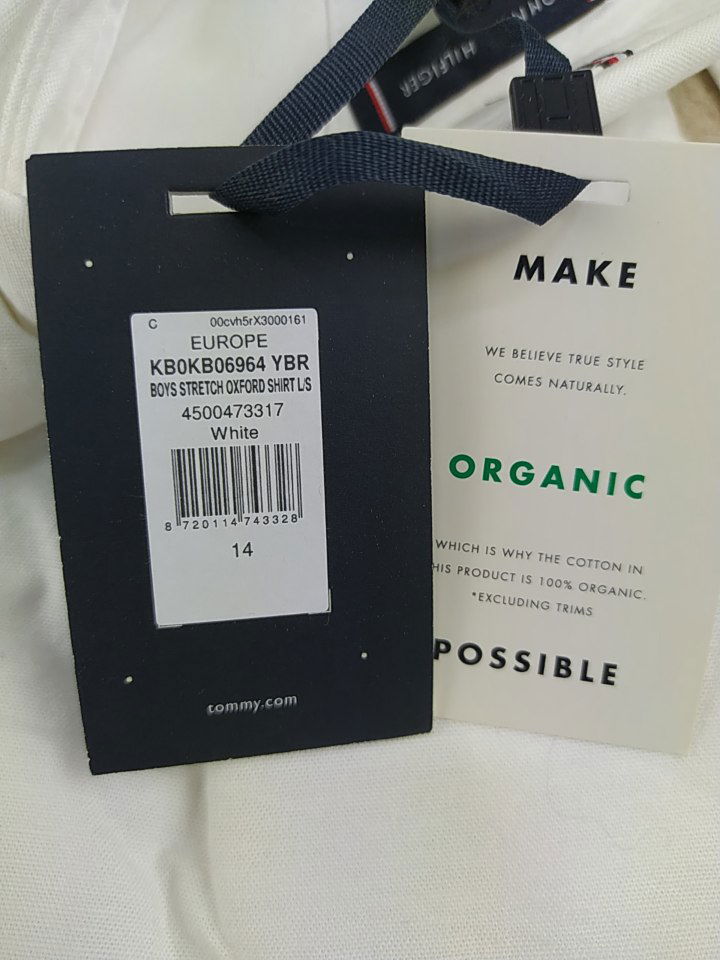 HILFIGER
C 00cvh5rX3000161
EUROPE
KB0KB06964 YBR
BOYS STRETCH OXFORD SHIRT L/S
4500473317
White
8 720114 743328
14
tommy.com
MAKE
WE BELIEVE TRUE STYLE
COMES NATURALLY.
ORGANIC
WHICH IS WHY THE COTTON IN
HIS PRODUCT IS 100% ORGANIC.
*EXCLUDING TRIMS
POSSIBLE